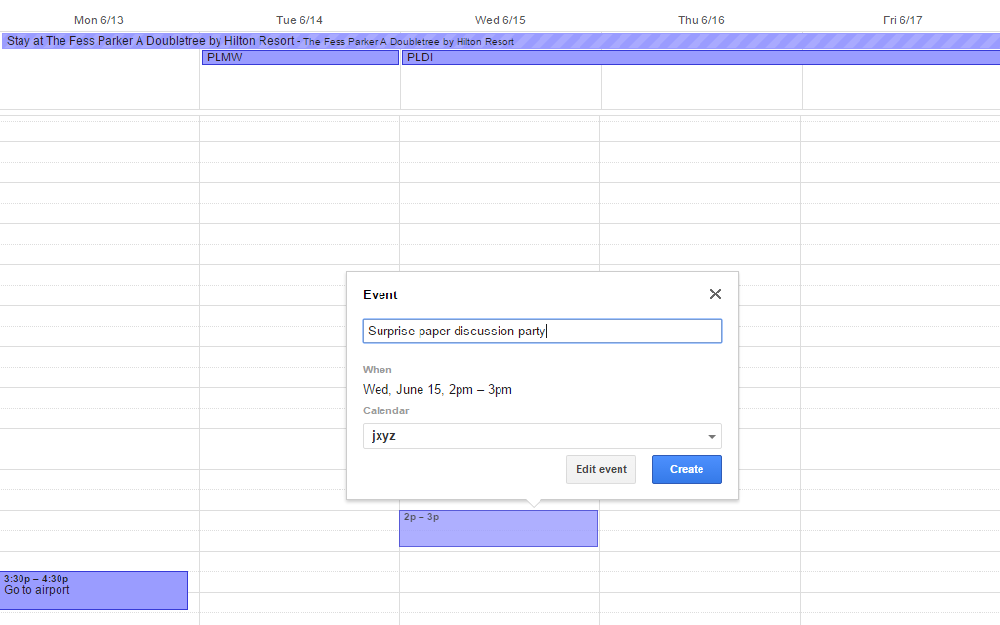 Mon 6/13 Tue 6/14 Wed 6/15 Thu 6/16 Fri 6/17
Stay at The Fess Parker A Doubletree by Hilton Resort - The Fess Parker A Doubletree by Hilton Resort
PLMW PLDI
Event
Surprise paper discussion party
When
Wed, June 15, 2pm – 3pm
Calendar
jxyz
Edit event Create
2p – 3p
3:30p – 4:30p
Go to airport